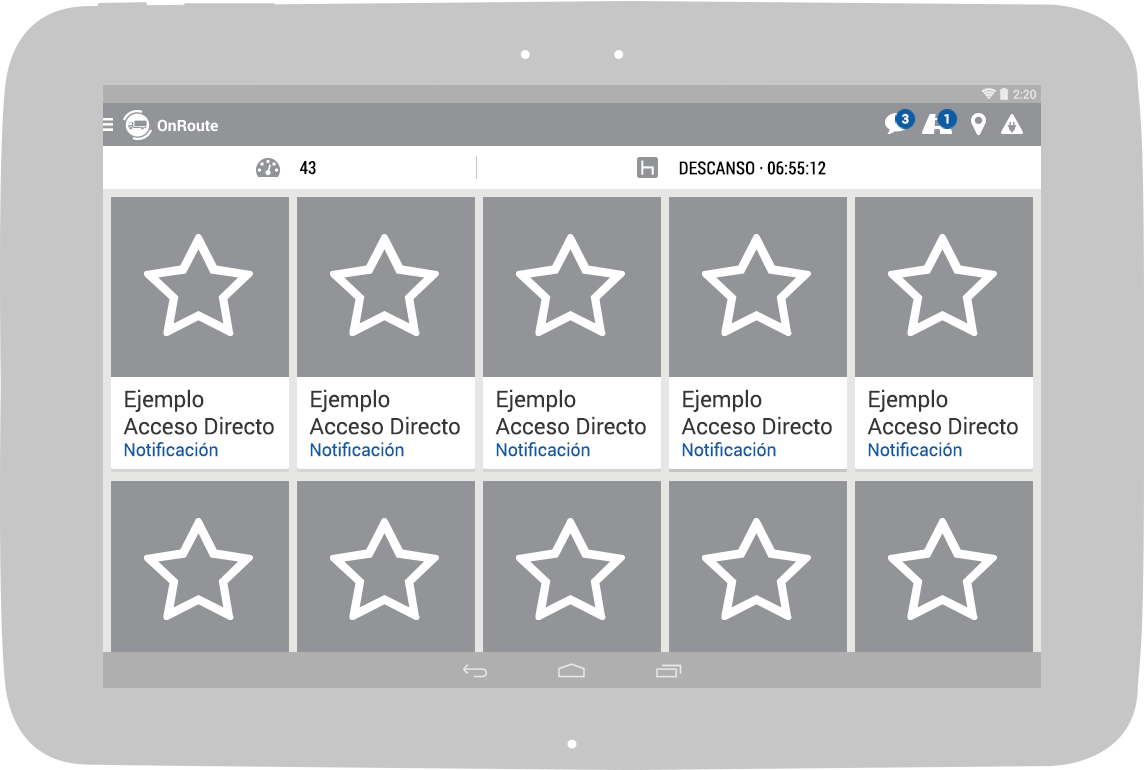 2:20
OnRoute
3
1
43
DESCANSO · 06:55:12
Ejemplo
Acceso Directo
Notificación
Ejemplo
Acceso Directo
Notificación
Ejemplo
Acceso Directo
Notificación
Ejemplo
Acceso Directo
Notificación
Ejemplo
Acceso Directo
Notificación